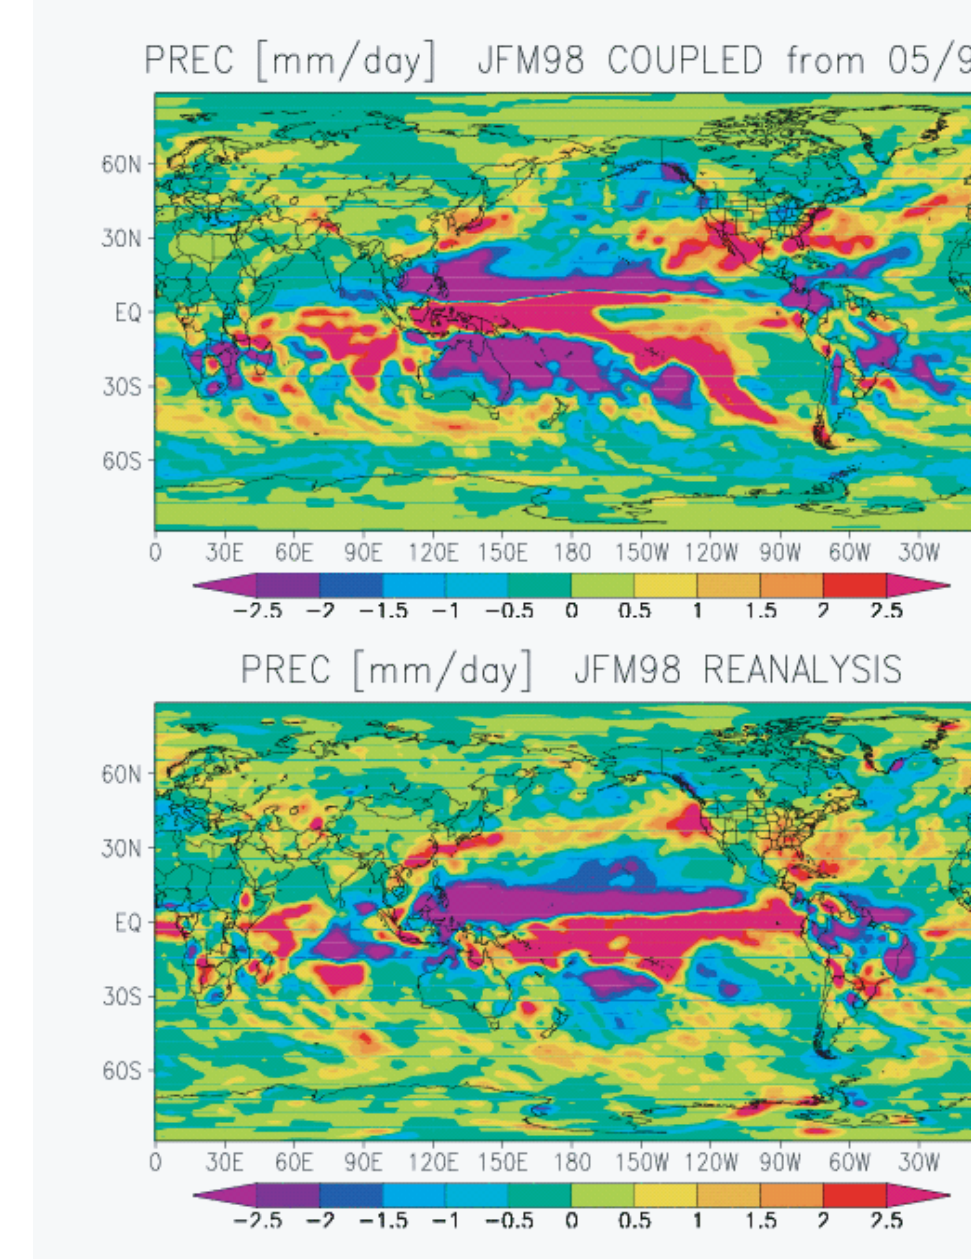 PREC [mm/day] JFM98 COUPLED from 05/9
60N
30N
EQ
30S
60S
0 30E 60E 90E 120E 150E 180 150W 120W 90W 60W 30W
−2.5 −2 −1.5 −1 −0.5 0 0.5 1 1.5 2 2.5
PREC [mm/day] JFM98 REANALYSIS
60N
30N
EQ
30S
60S
0 30E 60E 90E 120E 150E 180 150W 120W 90W 60W 30W
−2.5 −2 −1.5 −1 −0.5 0 0.5 1 1.5 2 2.5